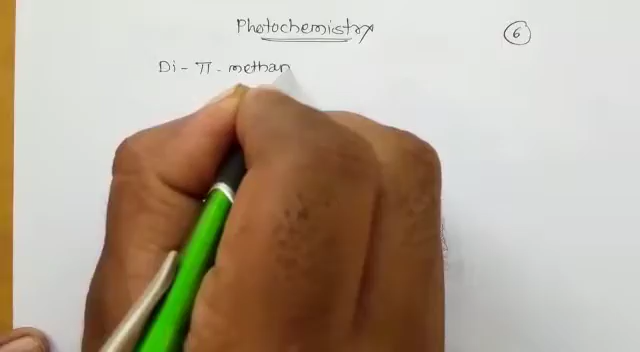 Photochemistry
6
Di - π - methan